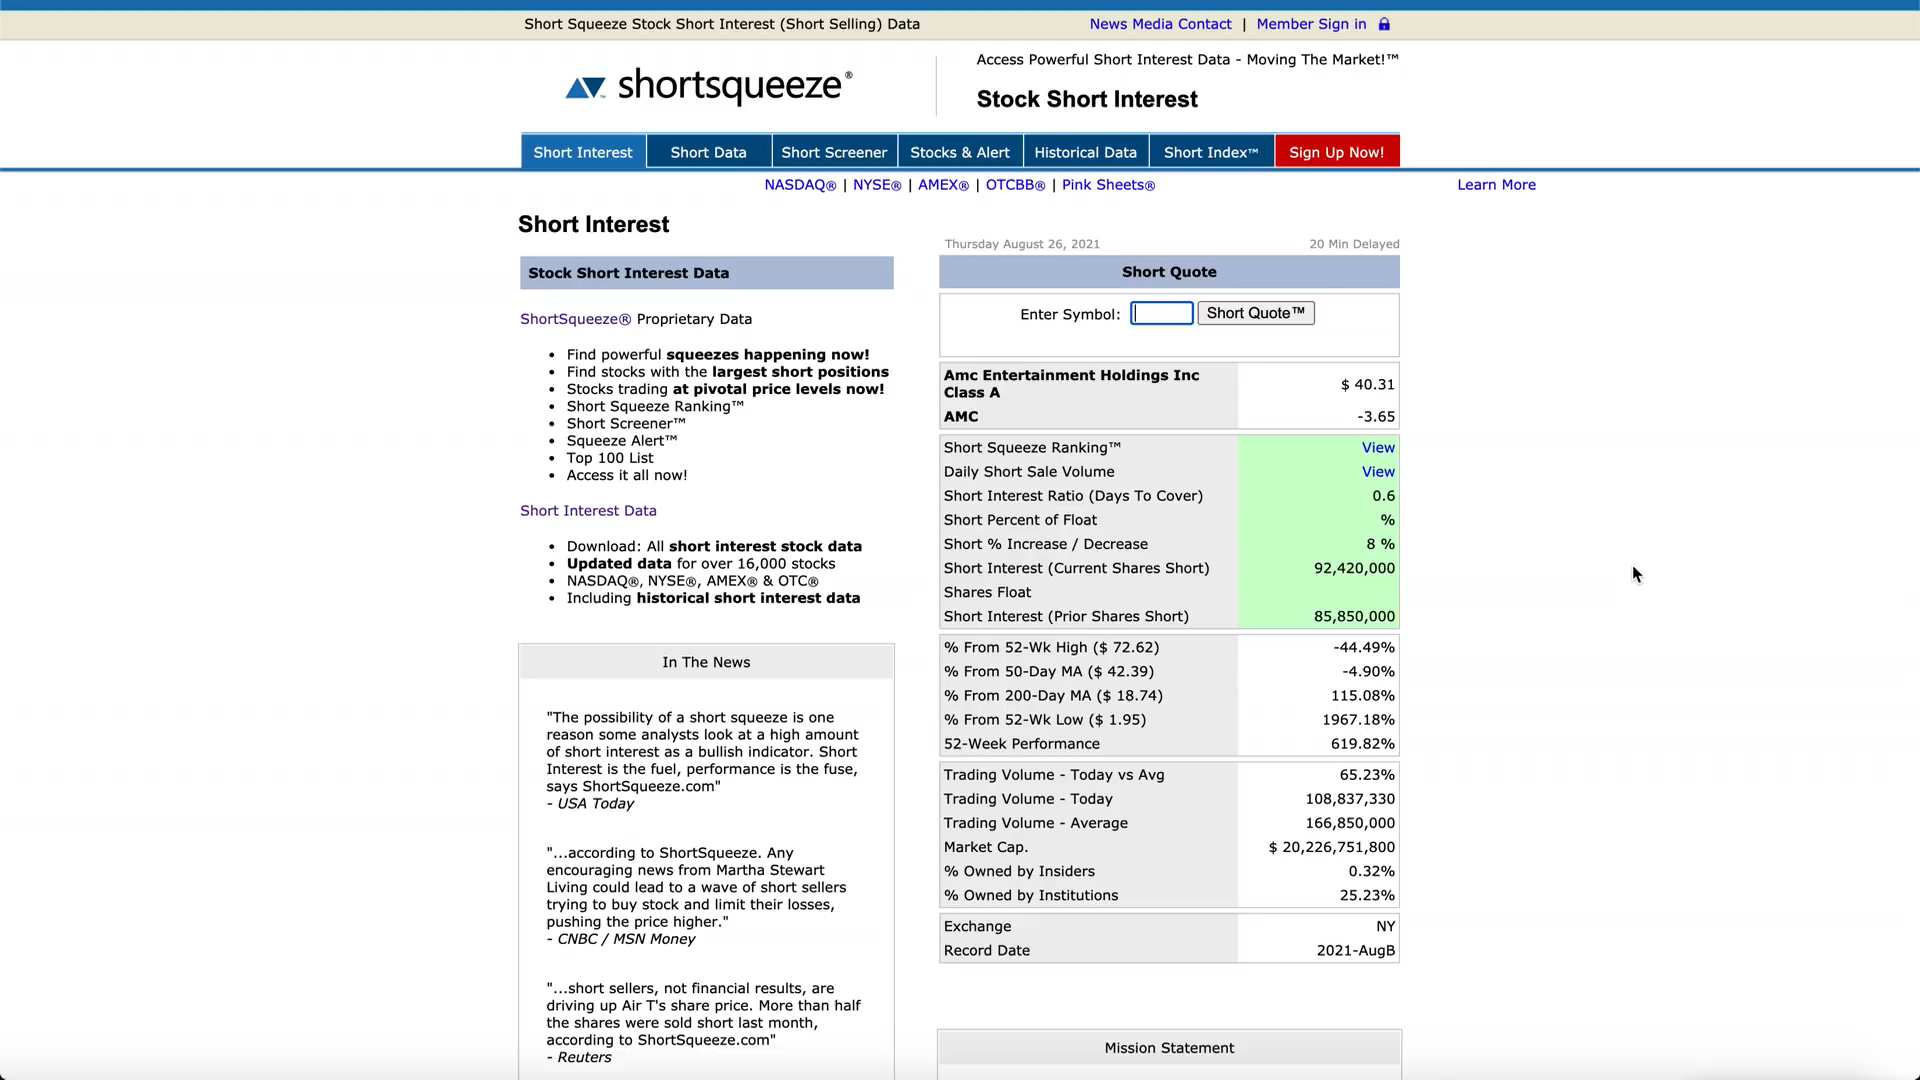 Short Squeeze Stock Short Interest (Short Selling) Data
News Media Contact | Member Sign in
shortsqueeze®
Access Powerful Short Interest Data - Moving The Market!™
Stock Short Interest
Short Interest
Short Data
Short Screener
Stocks & Alert
Historical Data
Short Index™
Sign Up Now!
NASDAQ® | NYSE® | AMEX® | OTCBB® | Pink Sheets®
Learn More
Short Interest
Stock Short Interest Data
ShortSqueeze® Proprietary Data
• Find powerful squeezes happening now!
• Find stocks with the largest short positions
• Stocks trading at pivotal price levels now!
• Short Squeeze Ranking™
• Short Screener™
• Squeeze Alert™
• Top 100 List
• Access it all now!
Short Interest Data
• Download: All short interest stock data
• Updated data for over 16,000 stocks
• NASDAQ®, NYSE®, AMEX® & OTC®
• Including historical short interest data
In The News
"The possibility of a short squeeze is one
reason some analysts look at a high amount
of short interest as a bullish indicator. Short
Interest is the fuel, performance is the fuse,
says ShortSqueeze.com"
- USA Today
"...according to ShortSqueeze. Any
encouraging news from Martha Stewart
Living could lead to a wave of short sellers
trying to buy stock and limit their losses,
pushing the price higher."
- CNBC / MSN Money
"...short sellers, not financial results, are
driving up Air T's share price. More than half
the shares were sold short last month,
according to ShortSqueeze.com"
- Reuters
Thursday August 26, 2021 20 Min Delayed
Short Quote
Enter Symbol: Short Quote™
Amc Entertainment Holdings Inc
Class A
$ 40.31
AMC -3.65
Short Squeeze Ranking™ View
Daily Short Sale Volume View
Short Interest Ratio (Days To Cover) 0.6
Short Percent of Float %
Short % Increase / Decrease 8 %
Short Interest (Current Shares Short) 92,420,000
Shares Float
Short Interest (Prior Shares Short) 85,850,000
% From 52-Wk High ($ 72.62) -44.49%
% From 50-Day MA ($ 42.39) -4.90%
% From 200-Day MA ($ 18.74) 115.08%
% From 52-Wk Low ($ 1.95) 1967.18%
52-Week Performance 619.82%
Trading Volume - Today vs Avg 65.23%
Trading Volume - Today 108,837,330
Trading Volume - Average 166,850,000
Market Cap. $ 20,226,751,800
% Owned by Insiders 0.32%
% Owned by Institutions 25.23%
Exchange NY
Record Date 2021-AugB
Mission Statement